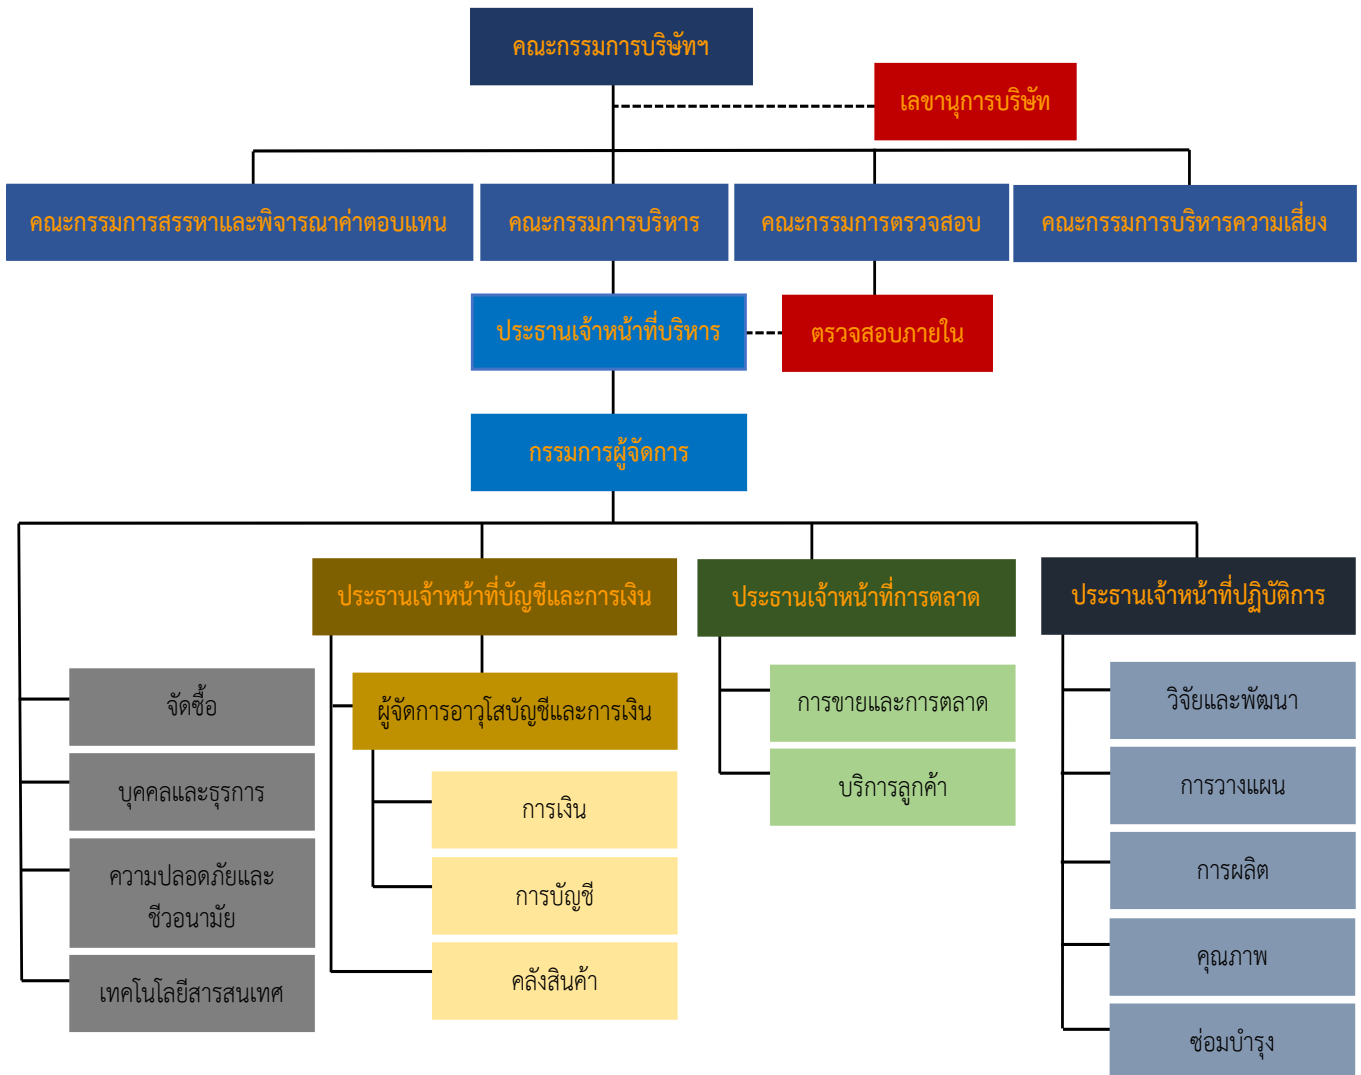 คณะกรรมการบริษัทฯ
เลขานุการบริษัท
คณะกรรมการสรรหาและพิจารณาค่าตอบแทน
คณะกรรมการบริหาร
คณะกรรมการตรวจสอบ
คณะกรรมการบริหารความเสี่ยง
ประธานเจ้าหน้าที่บริหาร
ตรวจสอบภายใน
กรรมการผู้จัดการ
ประธานเจ้าหน้าที่บัญชีและการเงิน
ประธานเจ้าหน้าที่การตลาด
ประธานเจ้าหน้าที่ปฏิบัติการ
จัดซื้อ
บุคคลและธุรการ
ความปลอดภัยและ
ชีวอนามัย
เทคโนโลยีสารสนเทศ
ผู้จัดการอาวุโสบัญชีและการเงิน
การเงิน
การบัญชี
คลังสินค้า
การขายและการตลาด
บริการลูกค้า
วิจัยและพัฒนา
การวางแผน
การผลิต
คุณภาพ
ซ่อมบำรุง